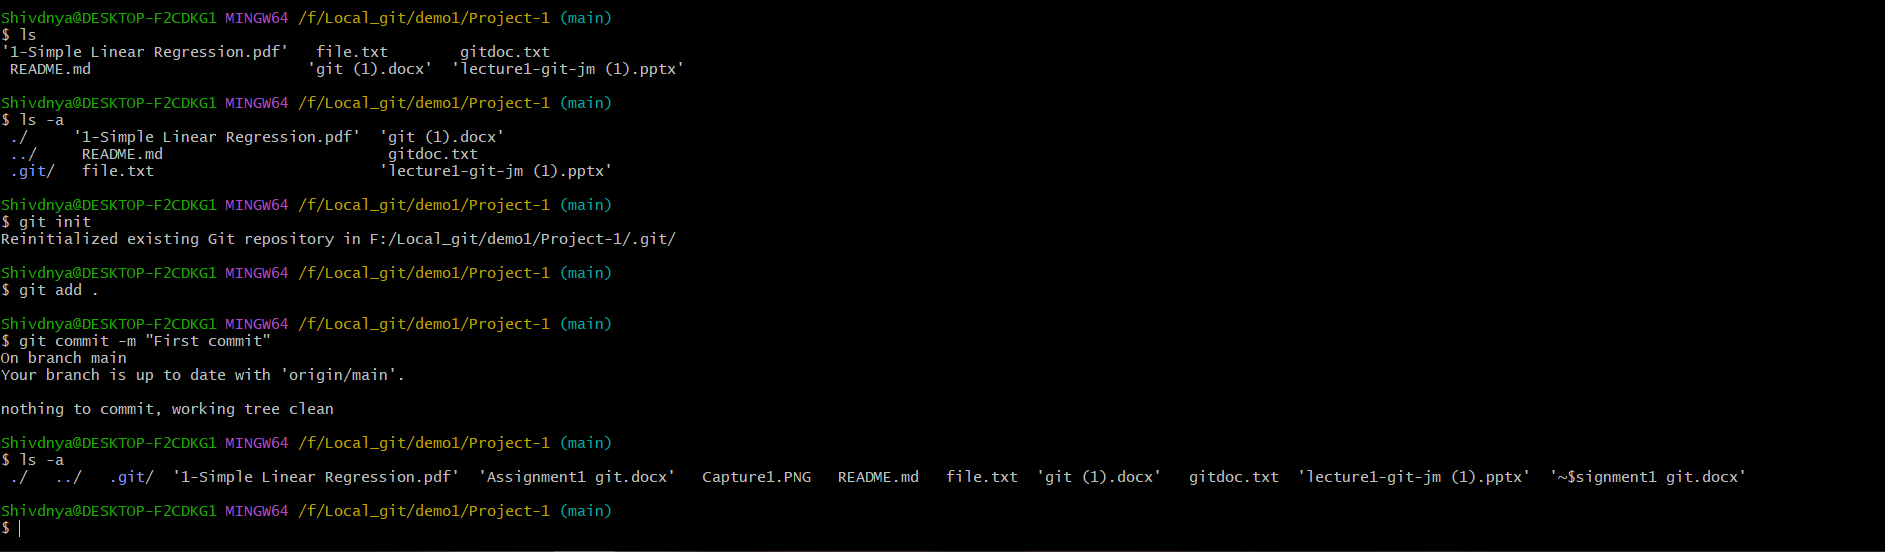 Shivdnya@DESKTOP-F2CDKG1 MINGW64 /f/Local_git/demo1/Project-1 (main)
$ ls
'1-Simple Linear Regression.pdf'   file.txt        gitdoc.txt
 README.md                        'git (1).docx'  'lecture1-git-jm (1).pptx'

Shivdnya@DESKTOP-F2CDKG1 MINGW64 /f/Local_git/demo1/Project-1 (main)
$ ls -a
 ./     '1-Simple Linear Regression.pdf'  'git (1).docx'
 ../     README.md                         gitdoc.txt
 .git/   file.txt                         'lecture1-git-jm (1).pptx'

Shivdnya@DESKTOP-F2CDKG1 MINGW64 /f/Local_git/demo1/Project-1 (main)
$ git init
Reinitialized existing Git repository in F:/Local_git/demo1/Project-1/.git/

Shivdnya@DESKTOP-F2CDKG1 MINGW64 /f/Local_git/demo1/Project-1 (main)
$ git add .

Shivdnya@DESKTOP-F2CDKG1 MINGW64 /f/Local_git/demo1/Project-1 (main)
$ git commit -m "First commit"
On branch main
Your branch is up to date with 'origin/main'.

nothing to commit, working tree clean

Shivdnya@DESKTOP-F2CDKG1 MINGW64 /f/Local_git/demo1/Project-1 (main)
$ ls -a
 ./   ../   .git/  '1-Simple Linear Regression.pdf'  'Assignment1 git.docx'   Capture1.PNG   README.md   file.txt  'git (1).docx'   gitdoc.txt  'lecture1-git-jm (1).pptx'  '~$signment1 git.docx'

Shivdnya@DESKTOP-F2CDKG1 MINGW64 /f/Local_git/demo1/Project-1 (main)
$